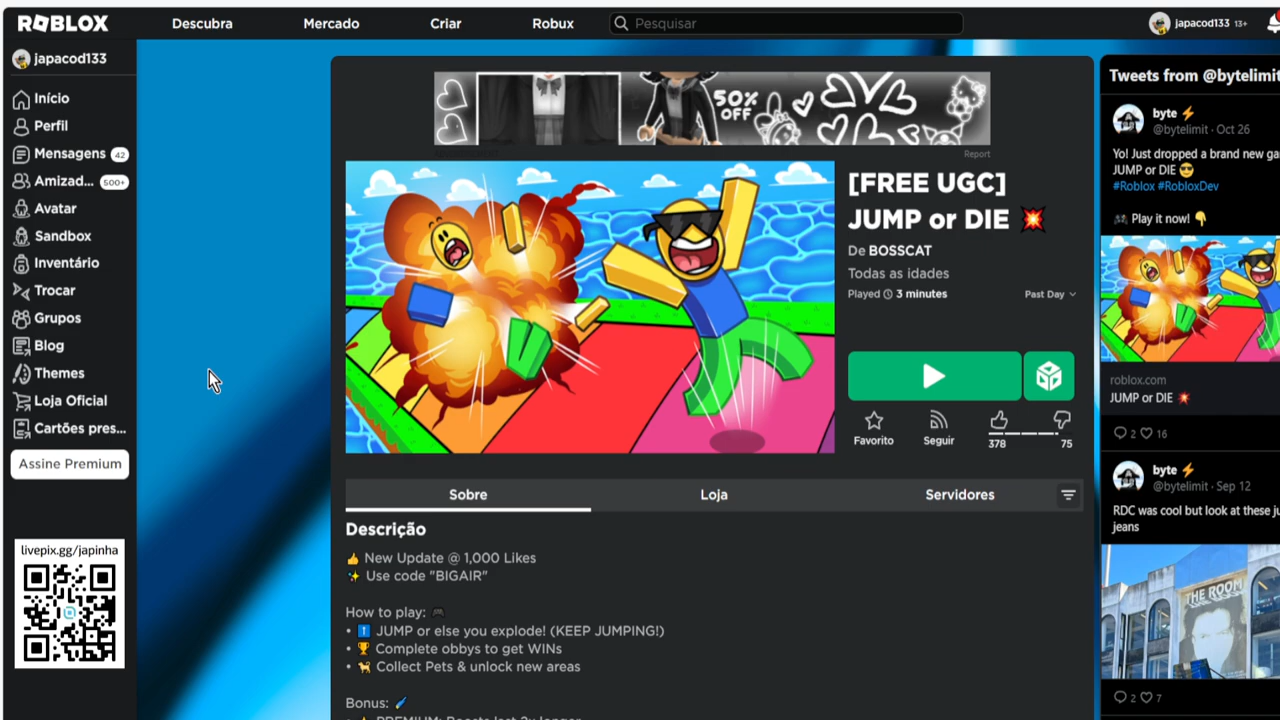 ROBLOX
Descubra
Mercado
Criar
Robux
Pesquisar
japacod133 13+
japacod133
Início
Perfil
Mensagens 42
Amizad... 500+
Avatar
Sandbox
Inventário
Trocar
Grupos
Blog
Themes
Loja Oficial
Cartões pres...
Assine Premium
livepix.gg/japinha
50%
OFF
Report
[FREE UGC]
JUMP or DIE 💥
De BOSSCAT
Todas as idades
Played 3 minutes
Past Day
Favorito
Seguir
378
75
Sobre
Loja
Servidores
Descrição
👍 New Update @ 1,000 Likes
✨ Use code "BIGAIR"
How to play: 🎮
• ⬆️ JUMP or else you explode! (KEEP JUMPING!)
• 🏆 Complete obbys to get WINs
• 🐕 Collect Pets & unlock new areas
Bonus:
Tweets from @bytelimit
byte ⚡
@bytelimit · Oct 26
Yo! Just dropped a brand new ga
JUMP or DIE 😎
#Roblox #RobloxDev
🎮 Play it now! 👇
roblox.com
JUMP or DIE 💥
2 16
byte ⚡
@bytelimit · Sep 12
RDC was cool but look at these ju
jeans
THE ROOM
2 7